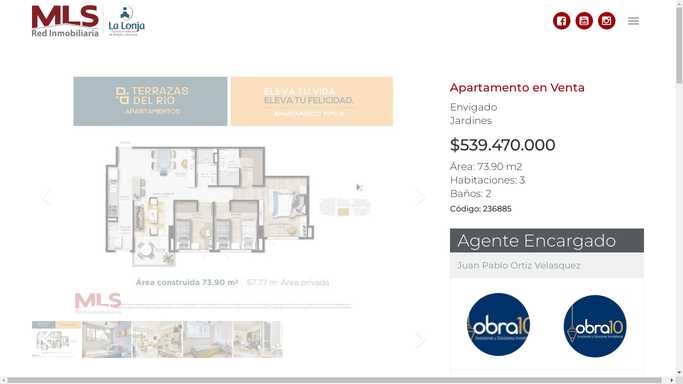 MLS
Red Inmobiliaria
La Lonja
TERRAZAS
DEL RÍO
APARTAMENTOS
ELEVA TU VIDA,
ELEVA TU FELICIDAD.
Área construida 73.90 m²
67.77 m² Área privada
MLS
Red Inmobiliaria
Apartamento en Venta
Envigado
Jardines
$539.470.000
Área: 73.90 m2
Habitaciones: 3
Baños: 2
Código: 236885
Agente Encargado
Juan Pablo Ortiz Velasquez
obra10
obra10